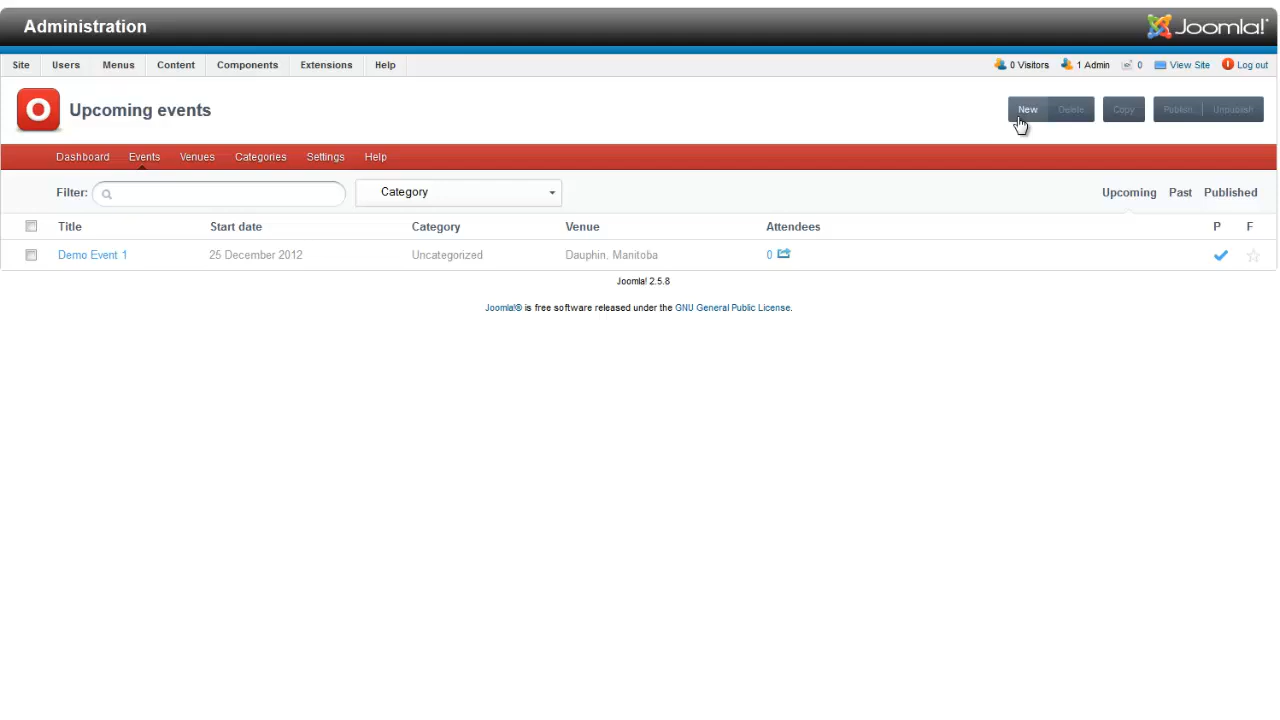 Administration
Joomla!®
Site Users Menus Content Components Extensions Help
0 Visitors 1 Admin 0 View Site Log out
Upcoming events
New Delete Copy Publish Unpublish
Dashboard Events Venues Categories Settings Help
Filter: Category Upcoming Past Published
Title Start date Category Venue Attendees P F
Demo Event 1 25 December 2012 Uncategorized Dauphin, Manitoba 0
Joomla! 2.5.8
Joomla!® is free software released under the GNU General Public License.